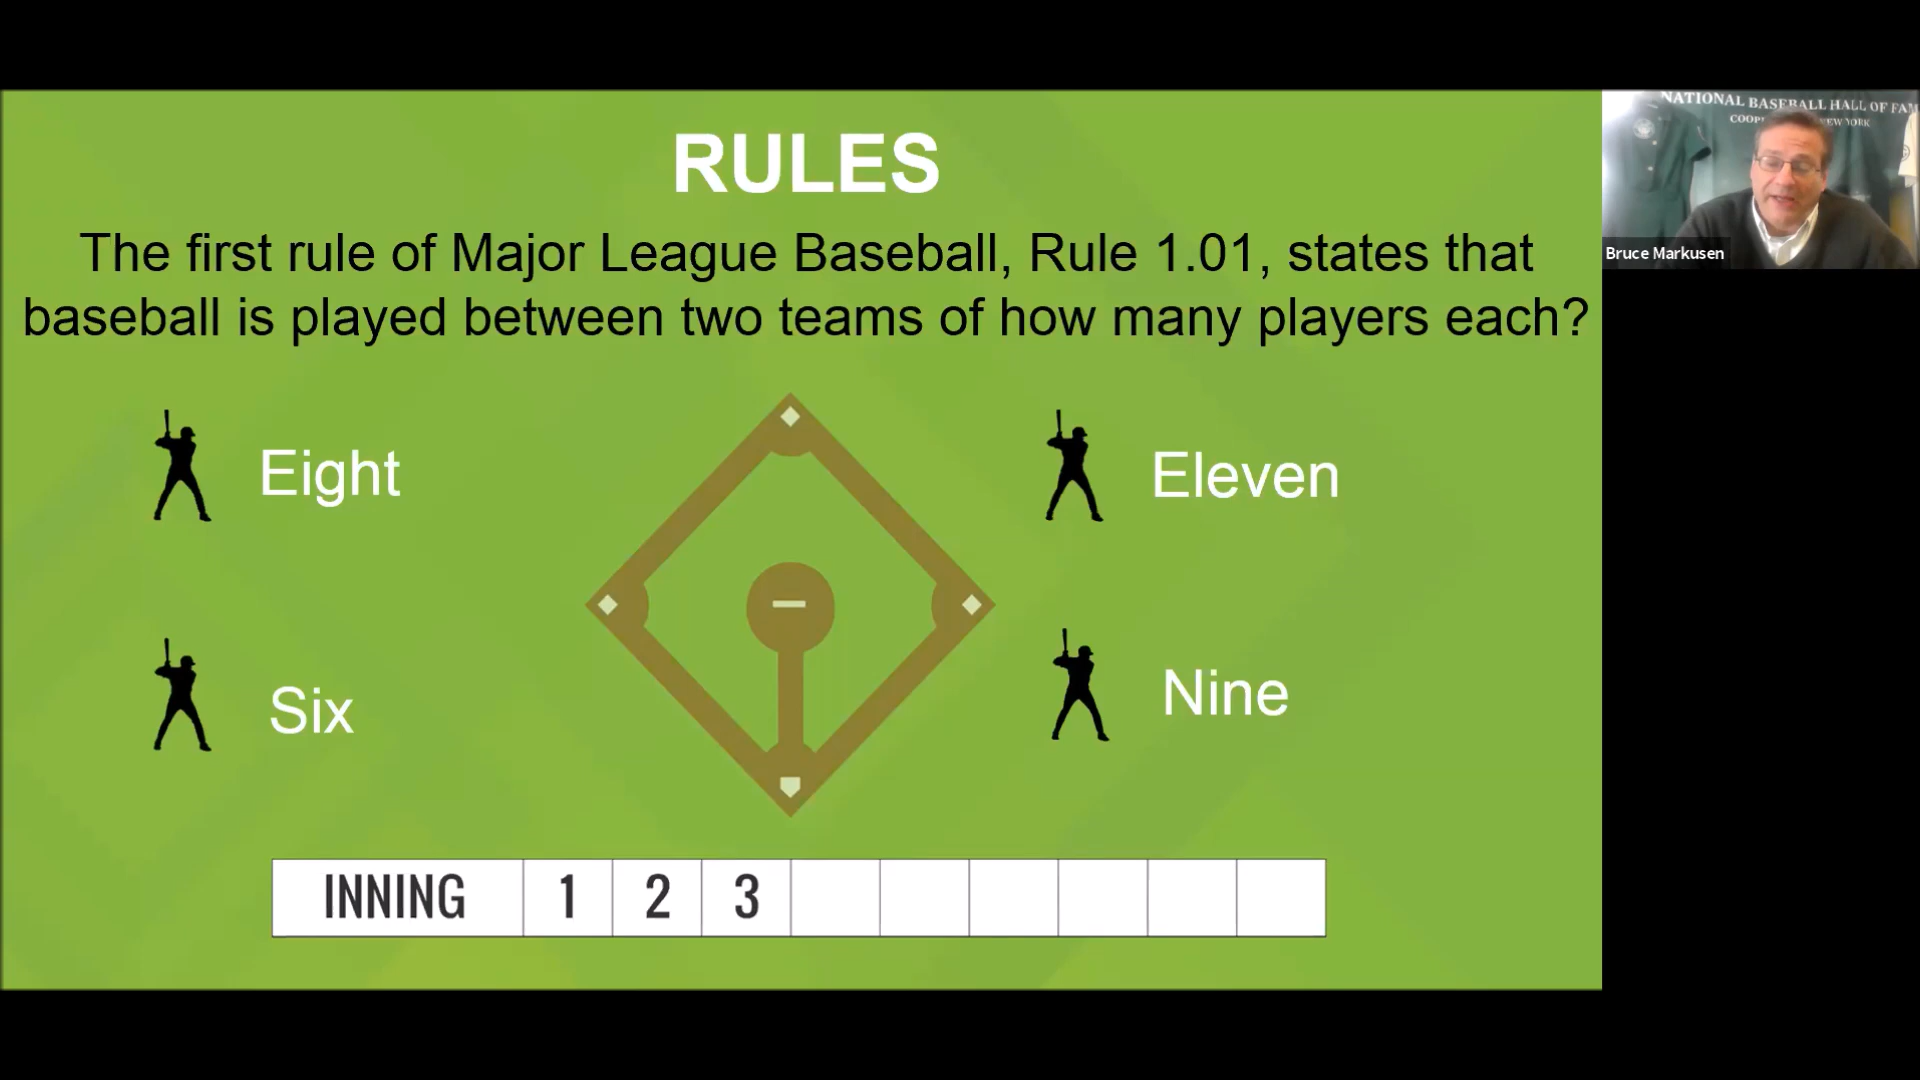 RULES
The first rule of Major League Baseball, Rule 1.01, states that
baseball is played between two teams of how many players each?
Eight
Eleven
Six
Nine
INNING 1 2 3
NATIONAL BASEBALL HALL OF FAM
YORK
Bruce Markusen